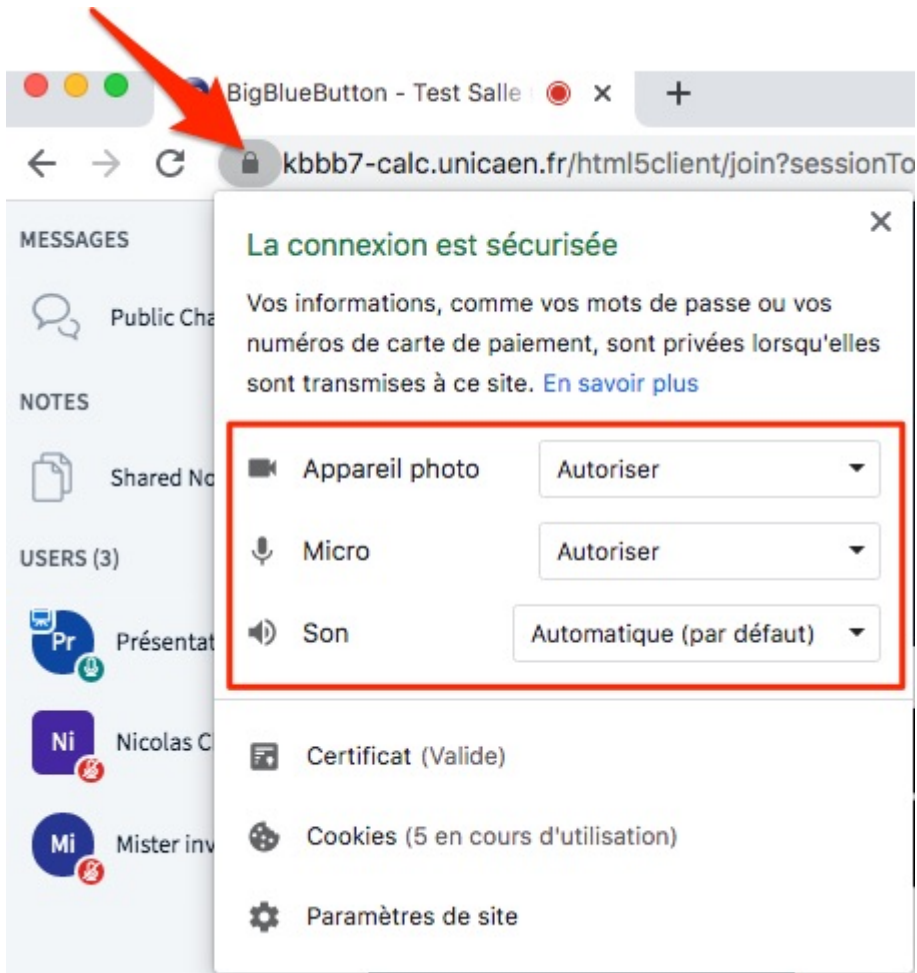 BigBlueButton - Test Salle
kbbb7-calc.unicaen.fr/html5client/join?sessionTo
MESSAGES
Public Cha
NOTES
Shared No
USERS (3)
Pr
Présentat
Ni
Nicolas C
Mi
Mister inv
La connexion est sécurisée
Vos informations, comme vos mots de passe ou vos
numéros de carte de paiement, sont privées lorsqu'elles
sont transmises à ce site. En savoir plus
Appareil photo
Autoriser
Micro
Autoriser
Son
Automatique (par défaut)
Certificat (Valide)
Cookies (5 en cours d'utilisation)
Paramètres de site